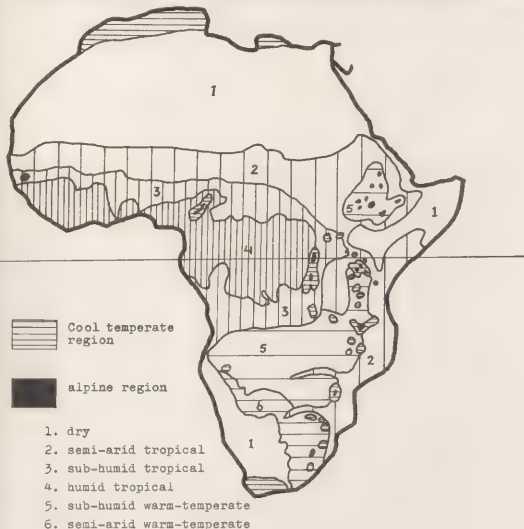 1
2
3
5
1
4
3
5
2
6
1
Cool temperate
region
alpine region
1. dry
2. semi-arid tropical
3. sub-humid tropical
4. humid tropical
5. sub-humid warm-temperate
6. semi-arid warm-temperate